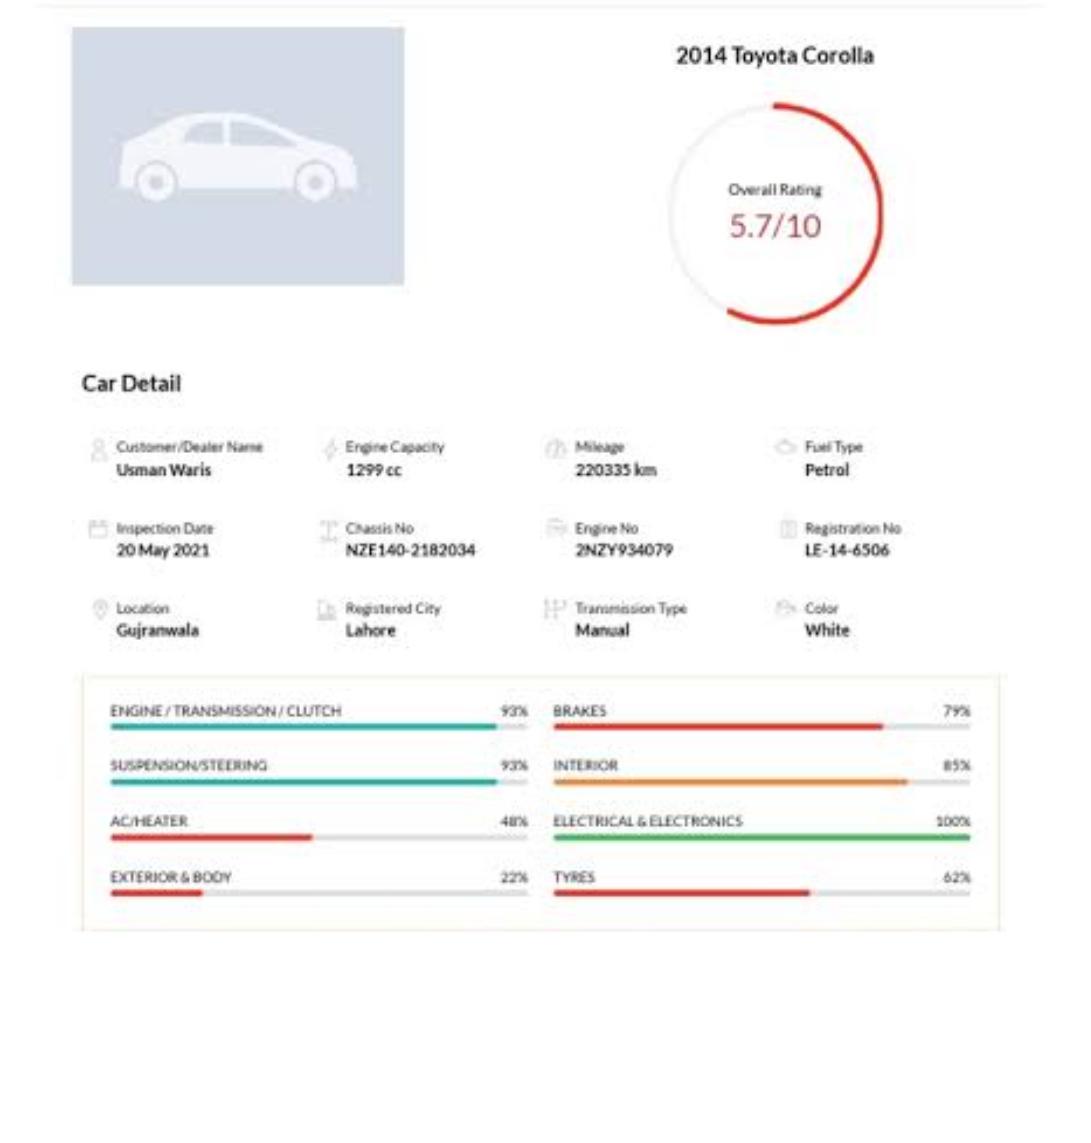 2014 Toyota Corolla
Overall Rating
5.7/10
Car Detail
Customer/Dealer Name
Usman Waris
Engine Capacity
1299 cc
Mileage
220335 km
Fuel Type
Petrol
Inspection Date
20 May 2021
Chassis No
NZE140-2182034
Engine No
2NZY934079
Registration No
LE-14-6506
Location
Gujranwala
Registered City
Lahore
Transmission Type
Manual
Color
White
ENGINE / TRANSMISSION / CLUTCH 93%
BRAKES 79%
SUSPENSION/STEERING 93%
INTERIOR 85%
AC/HEATER 48%
ELECTRICAL & ELECTRONICS 100%
EXTERIOR & BODY 22%
TYRES 62%